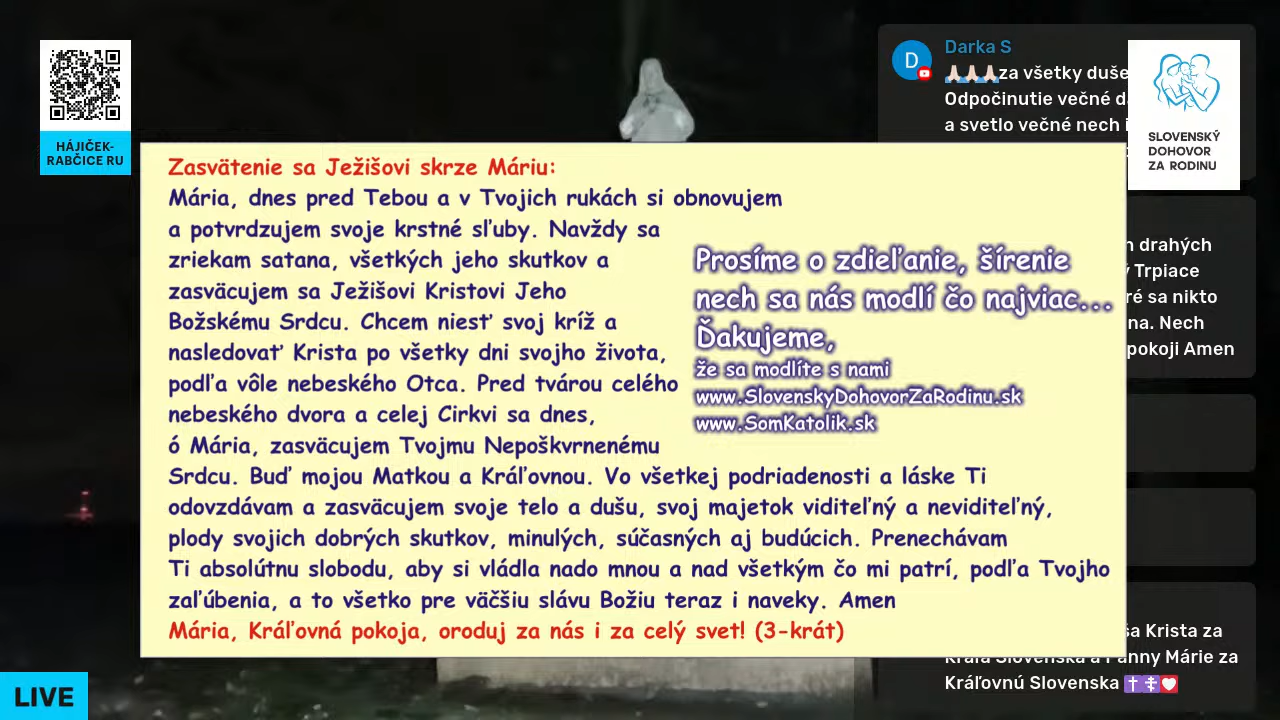 HÁJIČEK-
RABČICE RU
Darka S
D
za všetky duše
Odpočinutie večné
a svetlo večné nech
SLOVENSKÝ
DOHOVOR
ZA RODINU
Zasvätenie sa Ježišovi skrze Máriu:
Mária, dnes pred Tebou a v Tvojich rukách si obnovujem
a potvrdzujem svoje krstné sľuby. Navždy sa
zriekam satana, všetkých jeho skutkov a
zasväcujem sa Ježišovi Kristovi Jeho
Božskému Srdcu. Chcem niesť svoj kríž a
nasledovať Krista po všetky dni svojho života,
podľa vôle nebeského Otca. Pred tvárou celého
nebeského dvora a celej Cirkvi sa dnes,
ó Mária, zasväcujem Tvojmu Nepoškvrnenému
Srdcu. Buď mojou Matkou a Kráľovnou. Vo všetkej podriadenosti a láske Ti
odovzdávam a zasväcujem svoje telo a dušu, svoj majetok viditeľný a neviditeľný,
plody svojich dobrých skutkov, minulých, súčasných aj budúcich. Prenechávam
Ti absolútnu slobodu, aby si vládla nado mnou a nad všetkým čo mi patrí, podľa Tvojho
zaľúbenia, a to všetko pre väčšiu slávu Božiu teraz i naveky. Amen
Mária, Kráľovná pokoja, oroduj za nás i za celý svet! (3-krát)
Prosíme o zdieľanie, šírenie
nech sa nás modlí čo najviac...
Ďakujeme,
že sa modlíte s nami
www.SlovenskyDohovorZaRodinu.sk
www.SomKatolik.sk
drahých
Trpiace
sa nikto
Nech
pokoji Amen
Krista za
Kráľa Slovenska a Panny Márie za
Kráľovnú Slovenska
LIVE